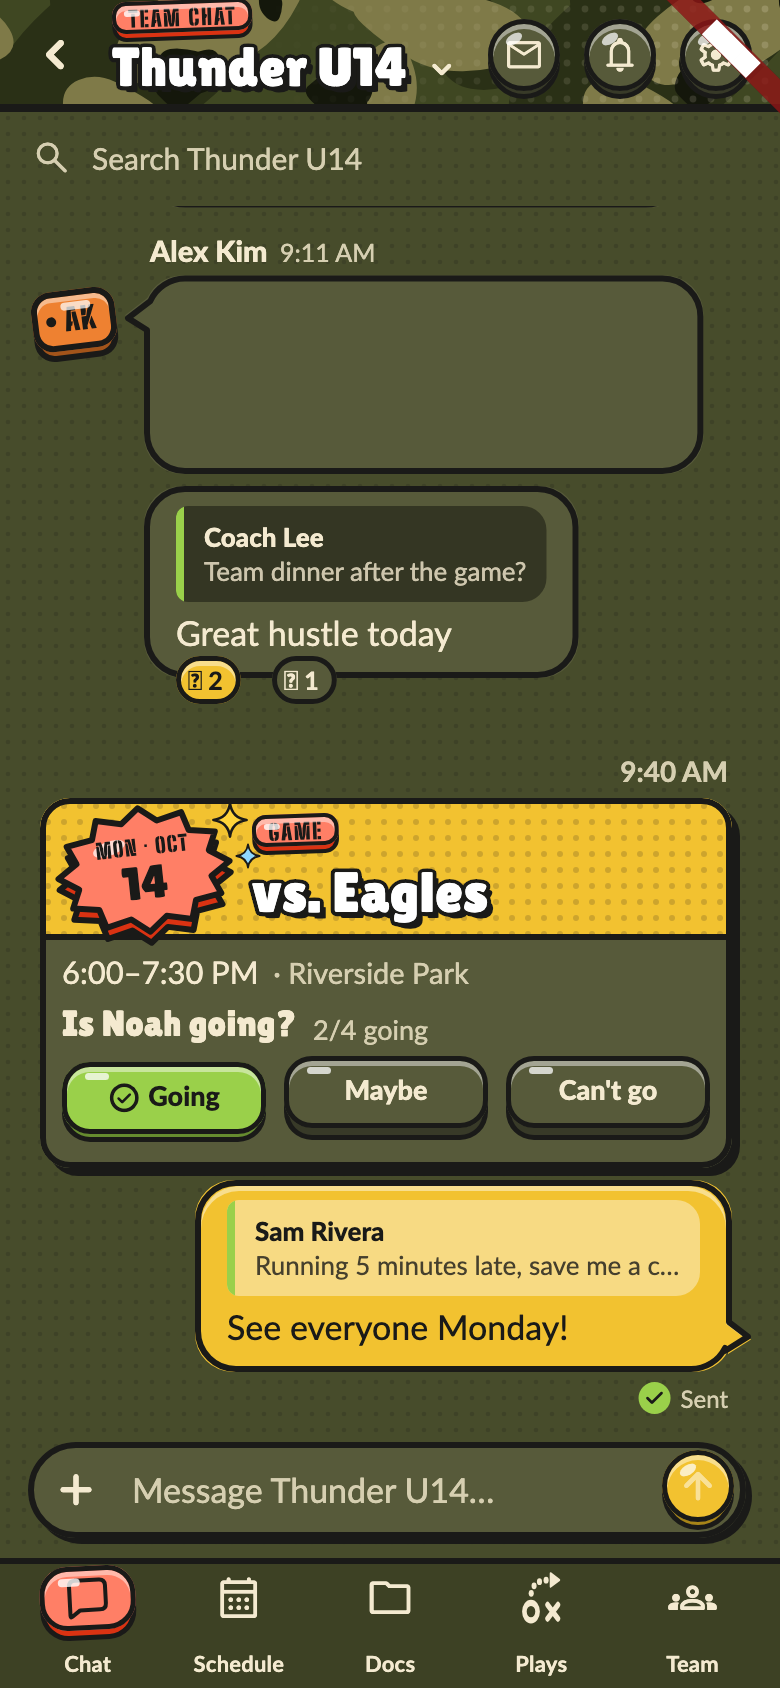 TEAM CHAT
Thunder U14
Search Thunder U14
Alex Kim 9:11 AM
AK
Coach Lee
Team dinner after the game?
Great hustle today
2
1
9:40 AM
MON · OCT
14
GAME
vs. Eagles
6:00–7:30 PM · Riverside Park
Is Noah going? 2/4 going
Going
Maybe
Can't go
Sam Rivera
Running 5 minutes late, save me a c...
See everyone Monday!
Sent
Message Thunder U14...
Chat
Schedule
Docs
Plays
Team